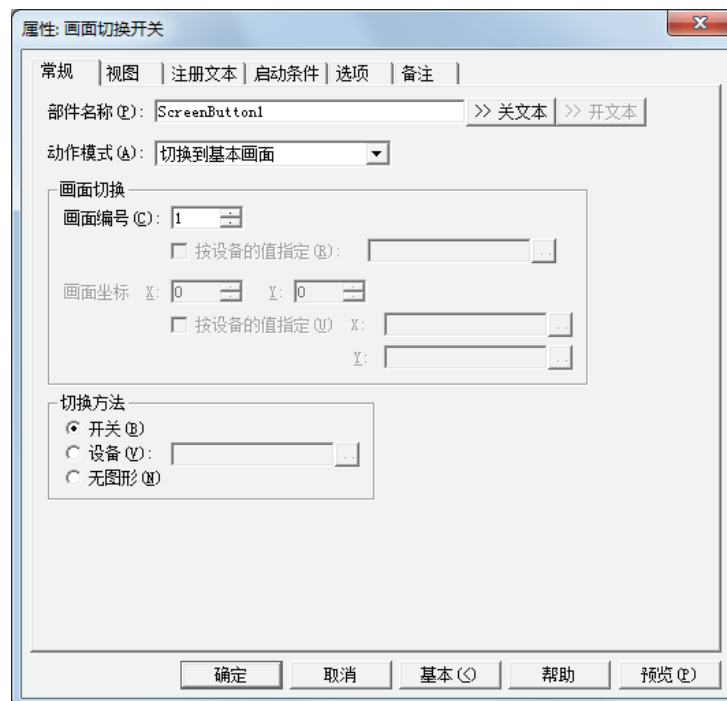 属性: 画面切换开关
常规 视图 注册文本 启动条件 选项 备注
部件名称(P): ScreenButton1 >> 关文本 >> 开文本
动作模式(A): 切换到基本画面
画面切换
画面编号(C): 1
按设备的值指定(R): ..
画面坐标 X: 0 Y: 0
按设备的值指定(U) X: ..
Y: ..
切换方法
开关(B)
设备(V): ..
无图形(N)
确定 取消 基本(<) 帮助 预览(P)